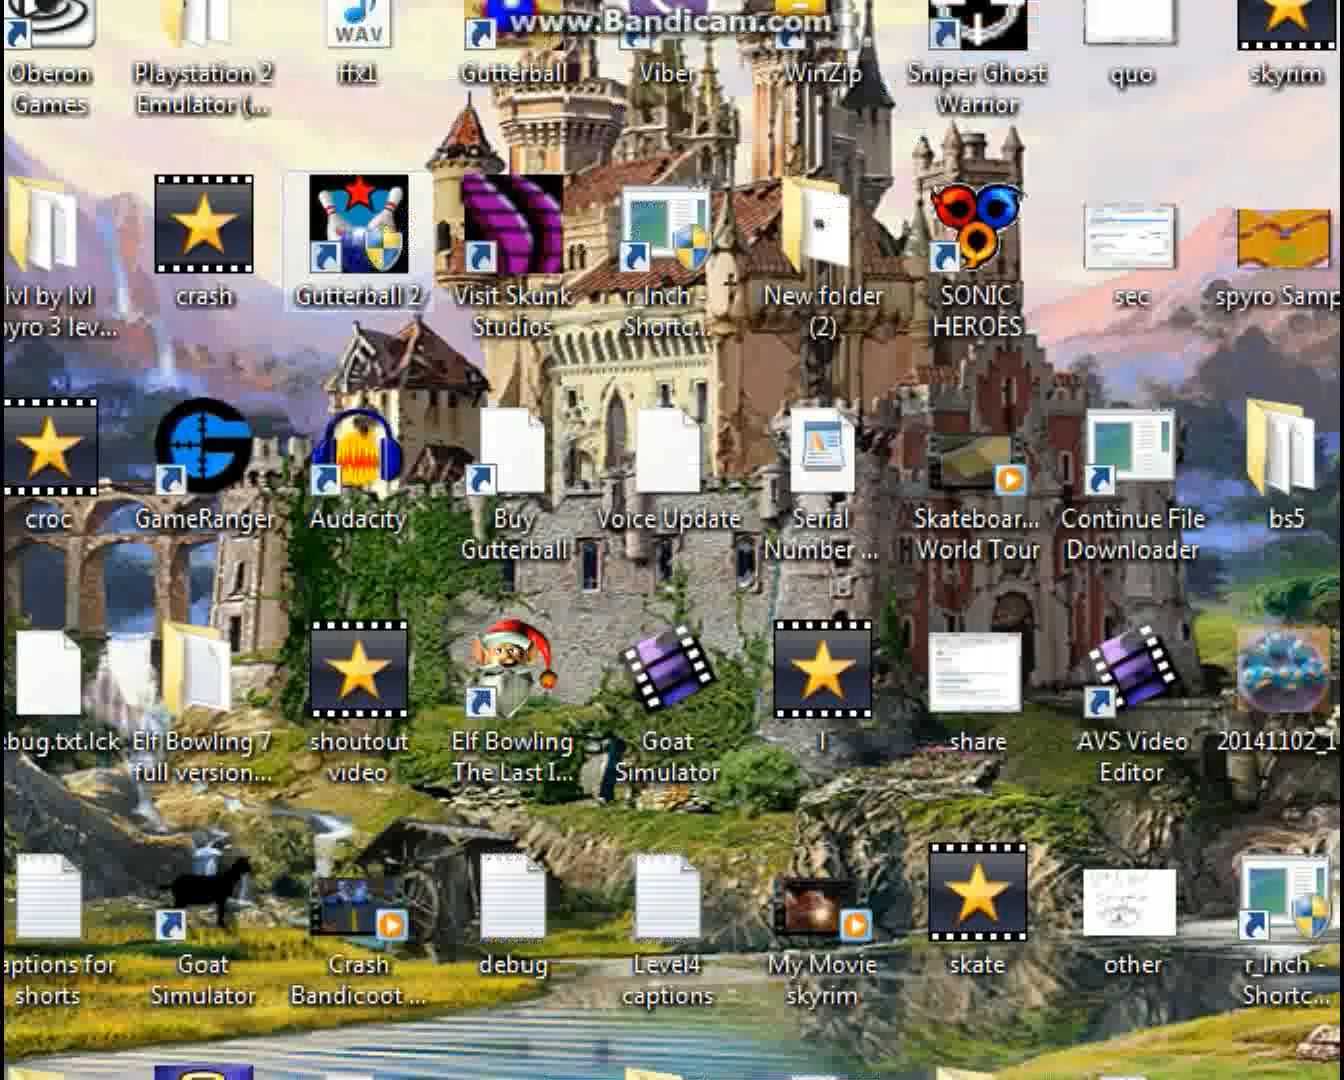 www.Bandicam.com
WAV
Oberon
Games
Playstation 2
Emulator (...
ffx1
Gutterball
Viber
WinZip
Sniper Ghost
Warrior
quo
skyrim
lvl by lvl
yro 3 lev...
crash
Gutterball 2
Visit Skunk
Studios
r_Inch -
Shortc...
New folder
(2)
SONIC
HEROES
sec
spyro Samp
croc
GameRanger
Audacity
Buy
Gutterball
Voice Update
Serial
Number ...
Skateboar...
World Tour
Continue File
Downloader
bs5
ebug.txt.lck
Elf Bowling 7
full version...
shoutout
video
Elf Bowling
The Last I...
Goat
Simulator
l
share
AVS Video
Editor
20141102_1
aptions for
shorts
Goat
Simulator
Crash
Bandicoot ...
debug
Level4
captions
My Movie
skyrim
skate
other
r_Inch -
Shortc...